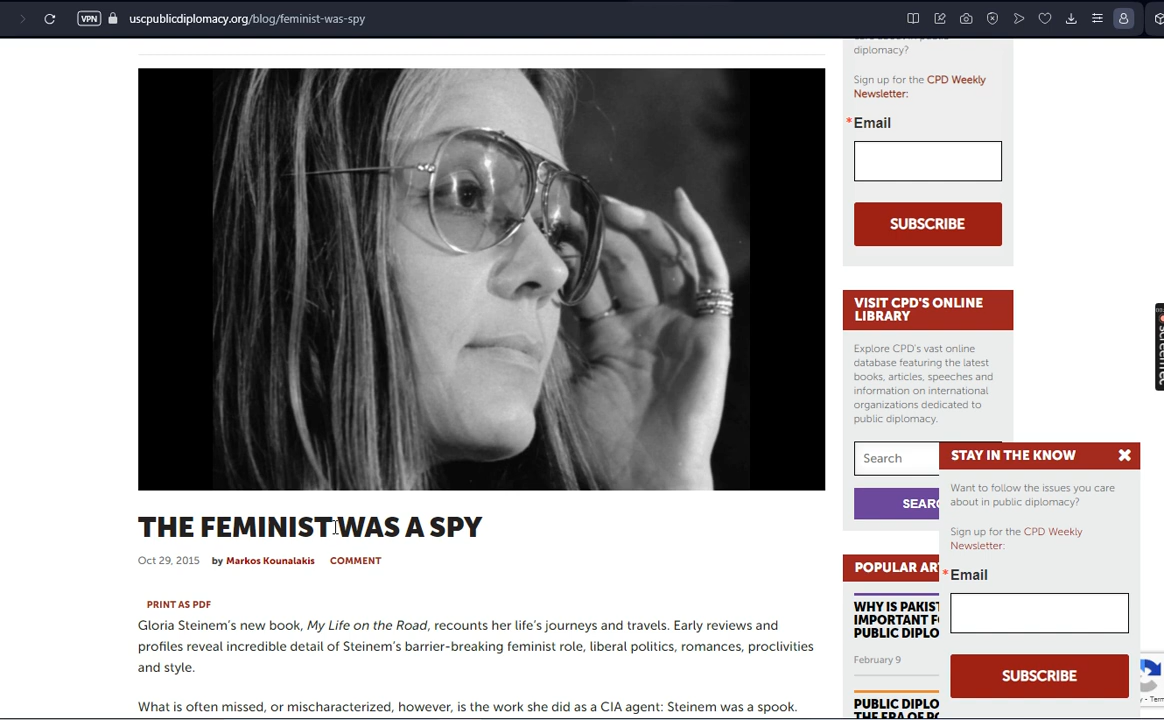 VPN
uscpublicdiplomacy.org/blog/feminist-was-spy
diplomacy?
Sign up for the CPD Weekly
Newsletter:
*Email
SUBSCRIBE
VISIT CPD'S ONLINE
LIBRARY
Explore CPD's vast online
database featuring the latest
books, articles, speeches and
information on international
organizations dedicated to
public diplomacy.
Search
SEARC
POPULAR AR
WHY IS PAKIST
IMPORTANT F
PUBLIC DIPLO
February 9
PUBLIC DIPLO
THE FEMINIST WAS A SPY
Oct 29, 2015 by Markos Kounalakis COMMENT
PRINT AS PDF
Gloria Steinem's new book, My Life on the Road, recounts her life's journeys and travels. Early reviews and
profiles reveal incredible detail of Steinem's barrier-breaking feminist role, liberal politics, romances, proclivities
and style.
What is often missed, or mischaracterized, however, is the work she did as a CIA agent: Steinem was a spook.
STAY IN THE KNOW
Want to follow the issues you care
about in public diplomacy?
Sign up for the CPD Weekly
Newsletter:
*Email
SUBSCRIBE